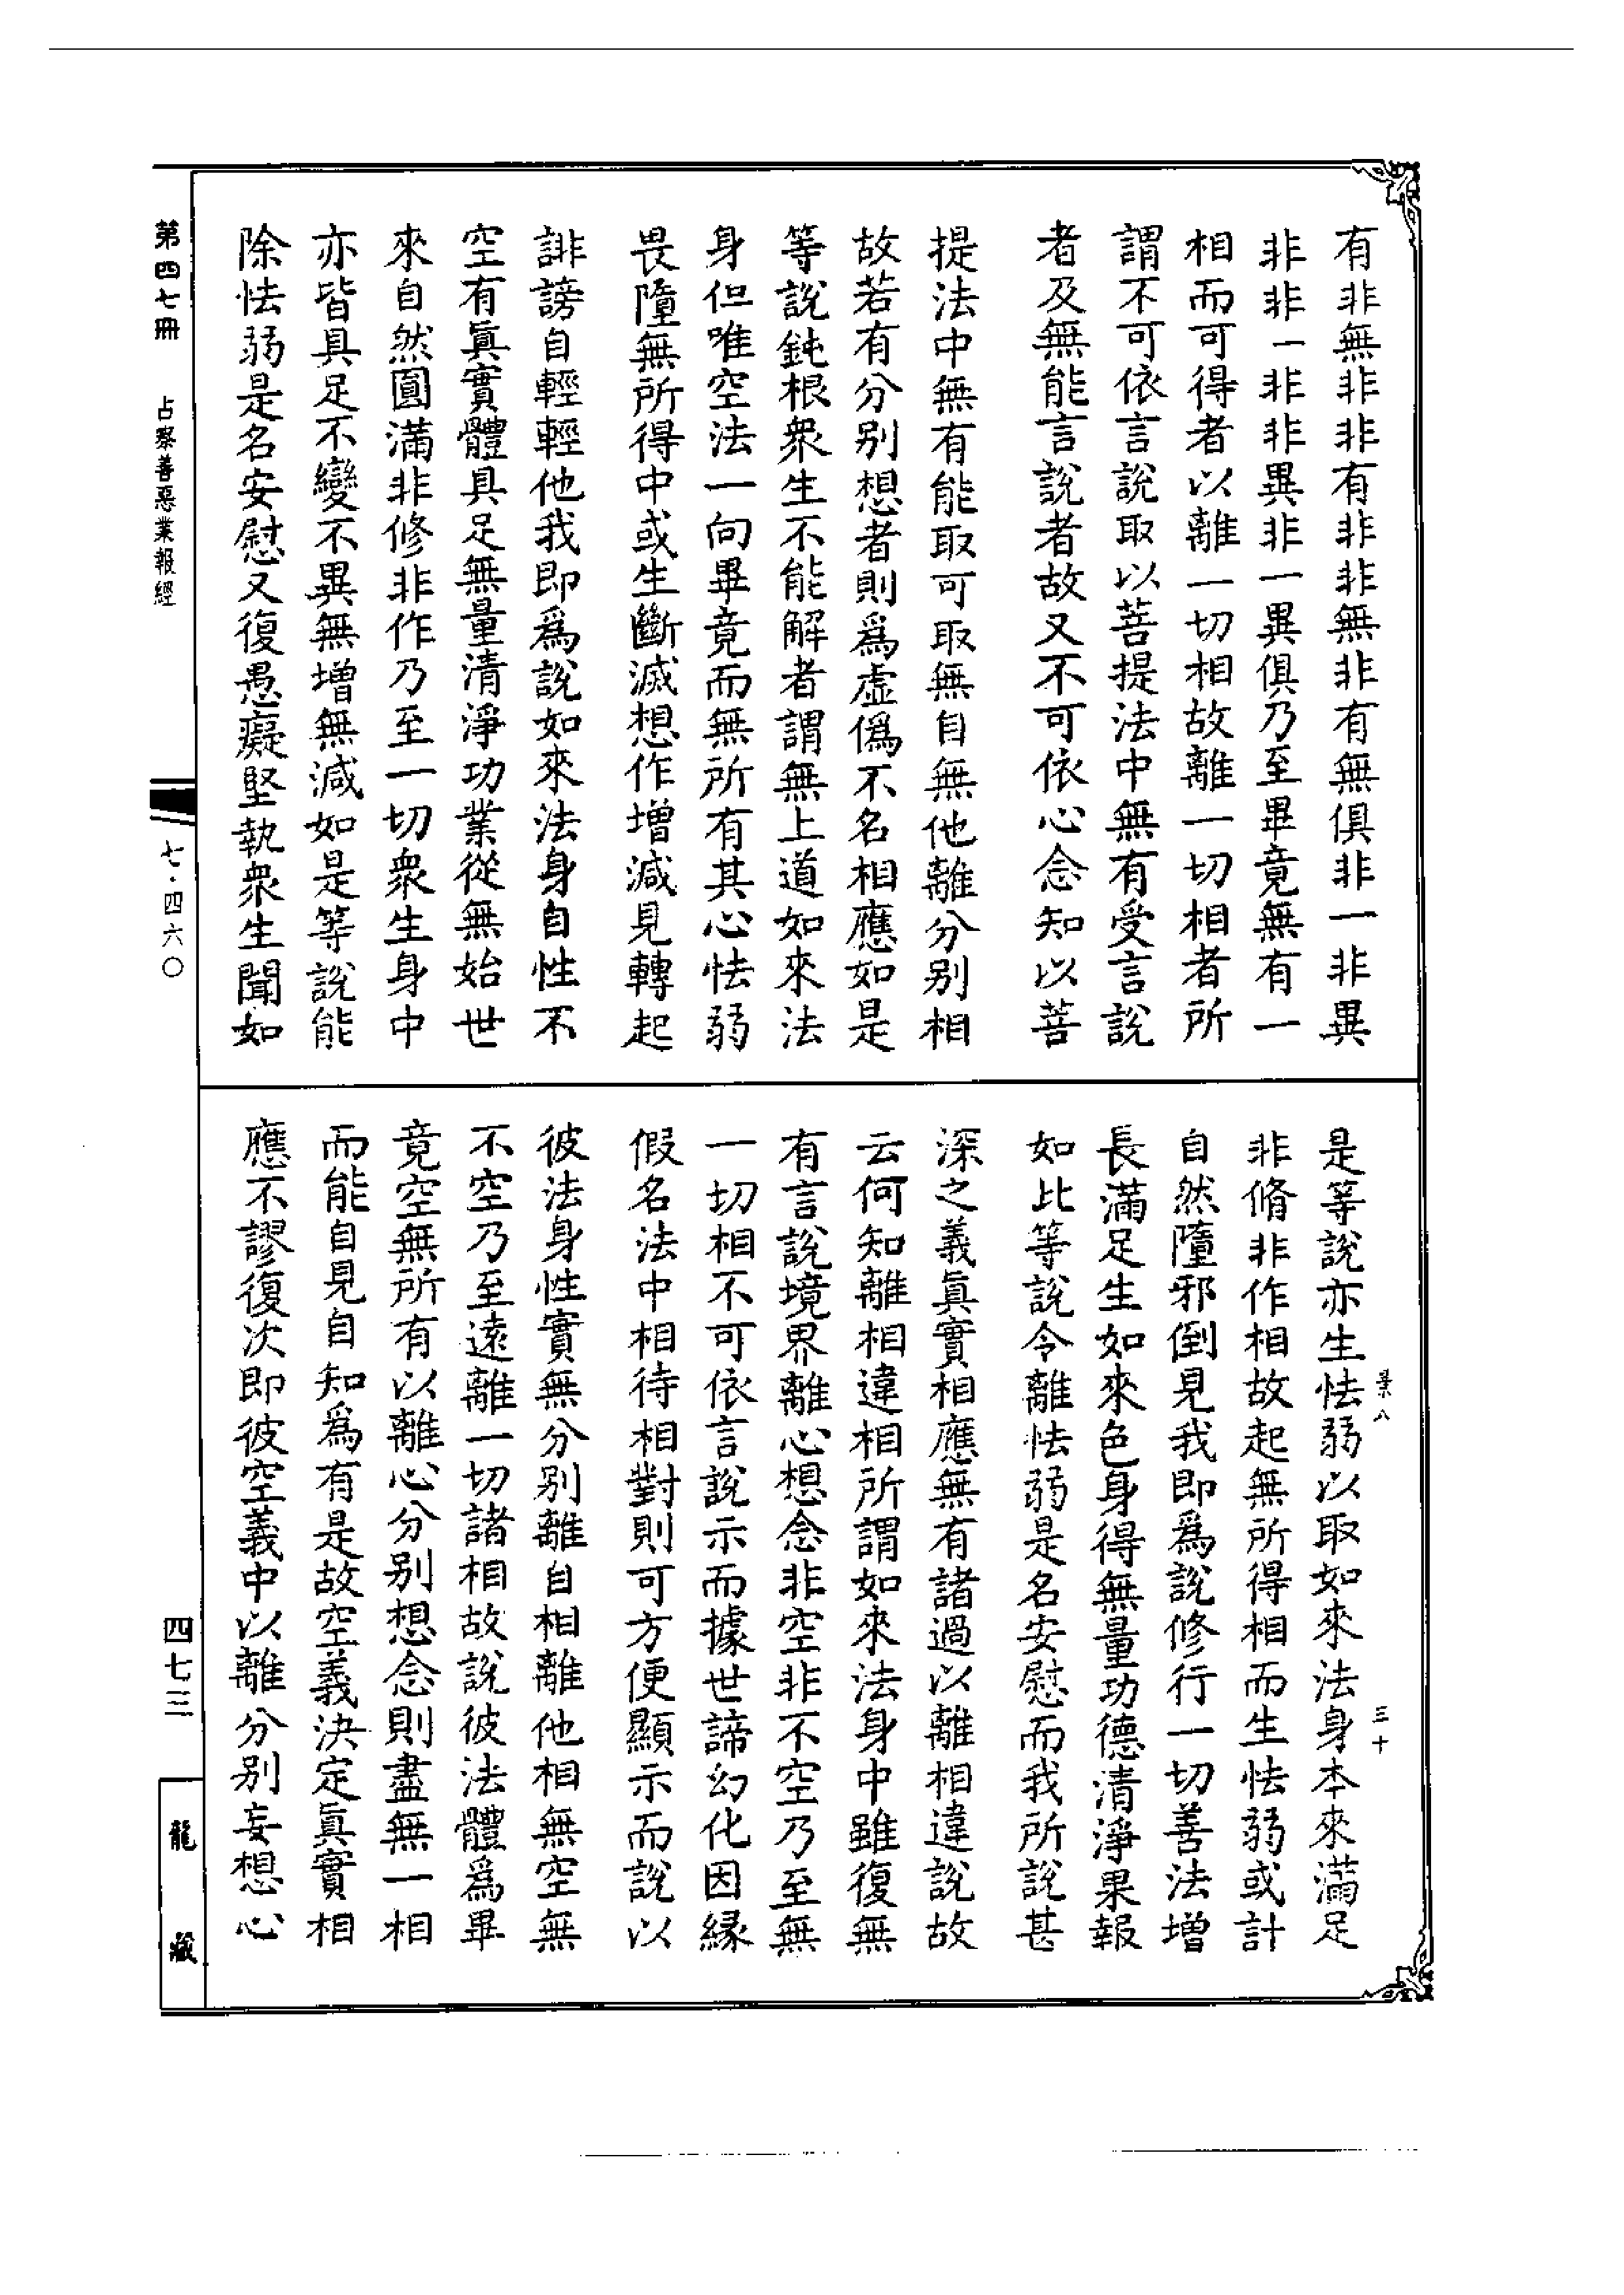 有非無非非有非非無非有無俱非一非異
非非一非非異非一異俱乃至畢竟無有一
相而可得者以離一切相故離一切相者所
謂不可依言說取以菩提法中無有受言說
者及無能言說者故又不可依心念知以菩
提法中無有能取可取無自無他離分别相
故若有分别想者則爲虛僞不名相應如是
等說鈍根衆生不能解者謂無上道如來法
身但唯空法一向畢竟而無所有其心怯弱
畏墮無所得中或生斷滅想作增減見轉起
誹謗自輕輕他我即爲說如來法身自性不
空有眞實體具足無量清淨功業從無始世
來自然圓滿非修非作乃至一切衆生身中
亦皆具足不變不異無增無減如是等說能
除怯弱是名安慰又復愚癡堅執衆生聞如
是等說亦生怯弱以取如來法身本來滿足
非脩非作相故起無所得相而生怯弱或計
自然墮邪倒見我即爲說修行一切善法增
長滿足生如來色身得無量功德清淨果報
如比等說令離怯弱是名安慰而我所說甚
深之義眞實相應無有諸過以離相違說故
云何知離相違相所謂如來法身中雖復無
有言說境界離心想念非空非不空乃至無
一切相不可依言說示而據世諦幻化因緣
假名法中相待相對則可方便顯示而說以
彼法身性實無分别離自相離他相無空無
不空乃至遠離一切諸相故說彼法體爲畢
竟空無所有以離心分别想念則盡無一相
而能自見自知爲有是故空義決定眞實相
應不謬復次即彼空義中以離分别妄想心
業八
三十
第四七冊
占察善惡業報經
七·四六〇
四七三
龍藏